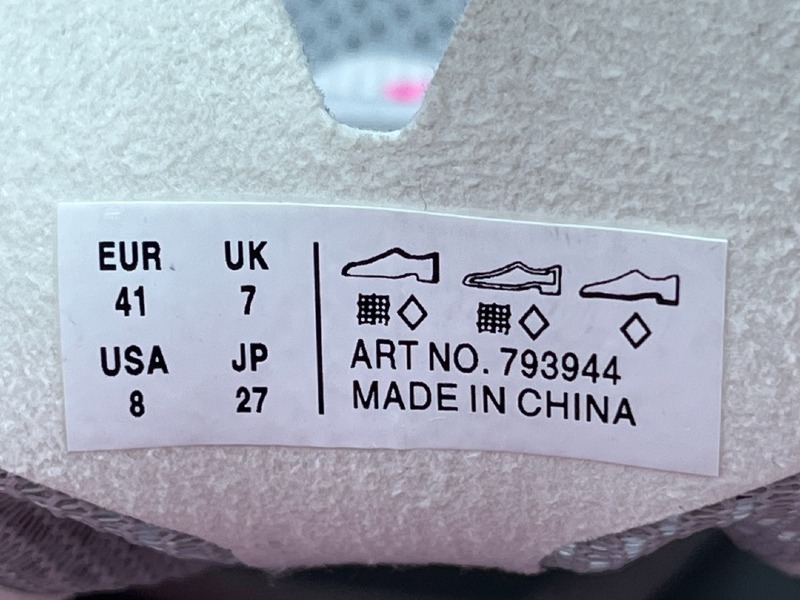 EUR UK
41 7
USA JP
8 27
ART NO. 793944
MADE IN CHINA